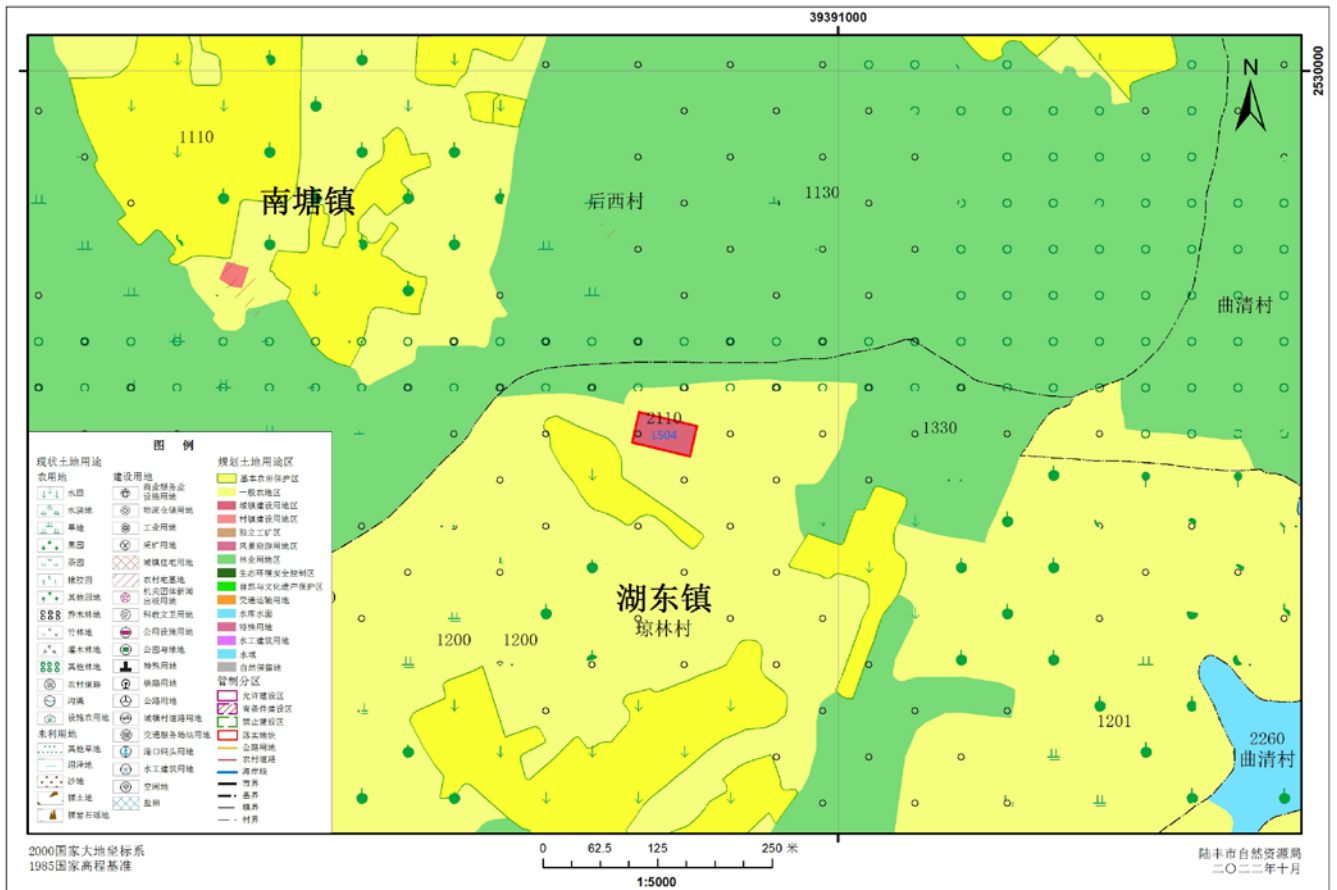 39391000
2530000
N
1110
南塘镇
后西村
1130
曲清村
2110
LS04
1330
湖东镇
琼林村
1200 1200
1201
2260
曲清村
图 例
现状土地用途
农用地
水田
水浇地
旱地
果园
茶园
橡胶园
其他园地
乔木林地
竹林地
灌木林地
其他林地
农村道路
沟渠
设施农用地
未利用地
其他草地
沼泽地
沙地
裸土地
裸岩石砾地
建设用地
商业服务业
设施用地
物流仓储用地
工业用地
采矿用地
城镇住宅用地
农村宅基地
机关团体新闻
出版用地
科教文卫用地
公用设施用地
公园与绿地
特殊用地
铁路用地
公路用地
城镇村道路用地
交通服务场站用地
港口码头用地
水工建筑用地
空闲地
盐田
规划土地用途区
基本农田保护区
一般农地区
城镇建设用地区
村镇建设用地区
独立工矿区
风景旅游用地区
林业用地区
生态环境安全控制区
自然与文化遗产保护区
交通运输用地
水库水面
特殊用地
水工建筑用地
水域
自然保留地
管制分区
允许建设区
有条件建设区
禁止建设区
落实地块
公路用地
农村道路
海岸线
市界
县界
镇界
村界
2000国家大地坐标系
1985国家高程基准
0 62.5 125 250 米
1:5000
陆丰市自然资源局
二〇二二年十月